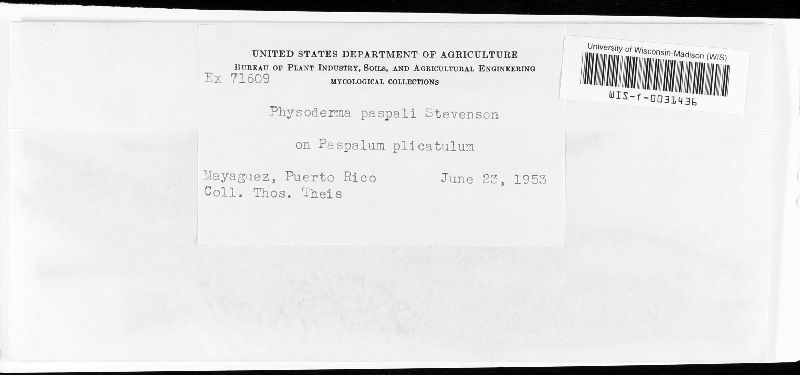 UNITED STATES DEPARTMENT OF AGRICULTURE
BUREAU OF PLANT INDUSTRY, SOILS, AND AGRICULTURAL ENGINEERING
Ex 71609
MYCOLOGICAL COLLECTIONS
Physoderma paspali Stevenson
on Paspalum plicatulum
Mayaguez, Puerto Rico June 23, 1953
Coll. Thos. Theis
University of Wisconsin-Madison (WIS)
WIS-f-0031436